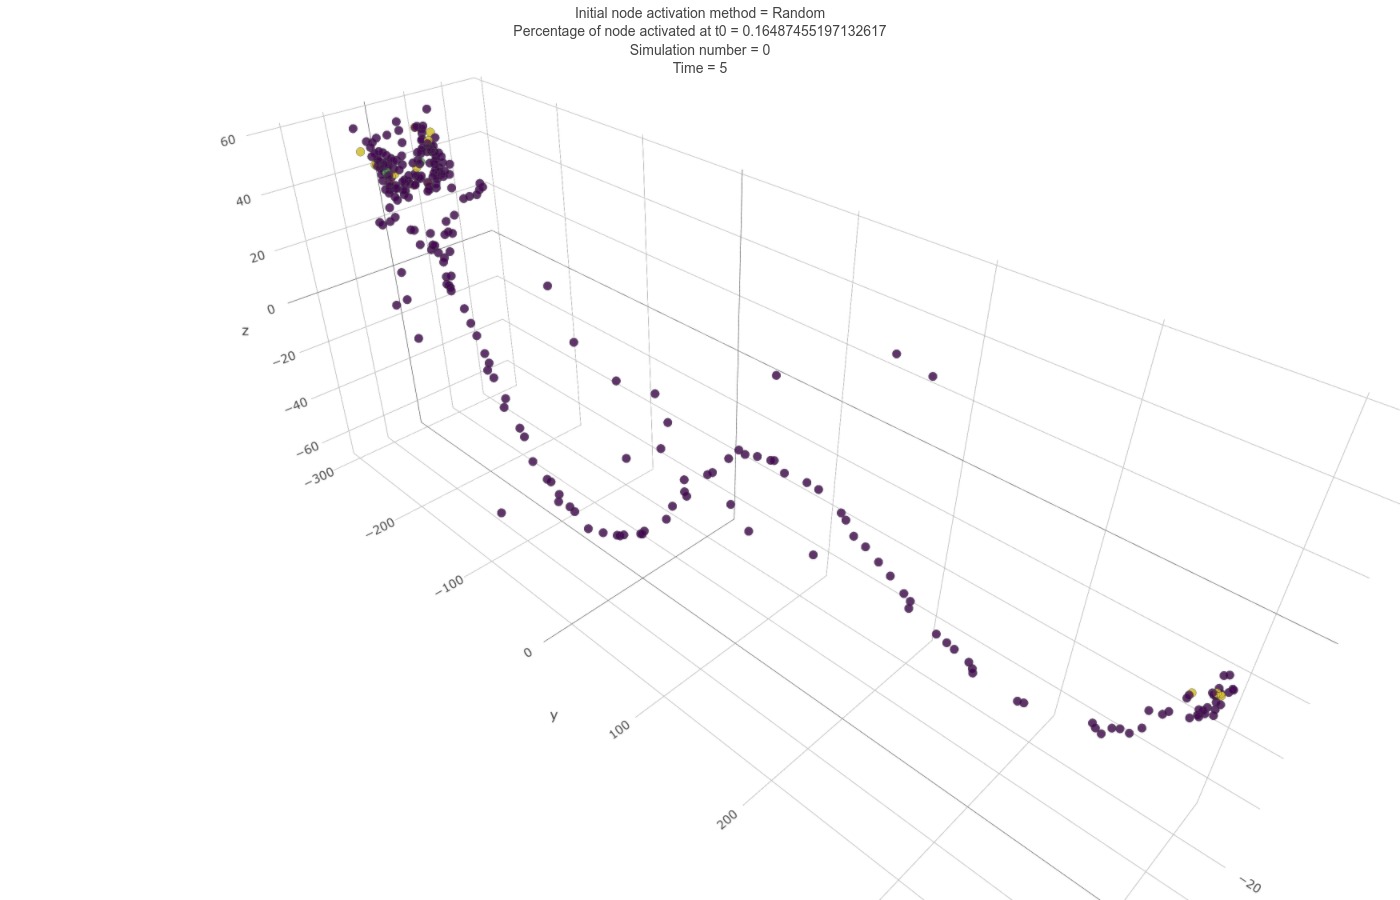 Initial node activation method = Random
Percentage of node activated at t0 = 0.16487455197132617
Simulation number = 0
Time = 5
60
40
20
0
z
−20
−40
−60
−300
−200
−100
0
y
100
200
−20